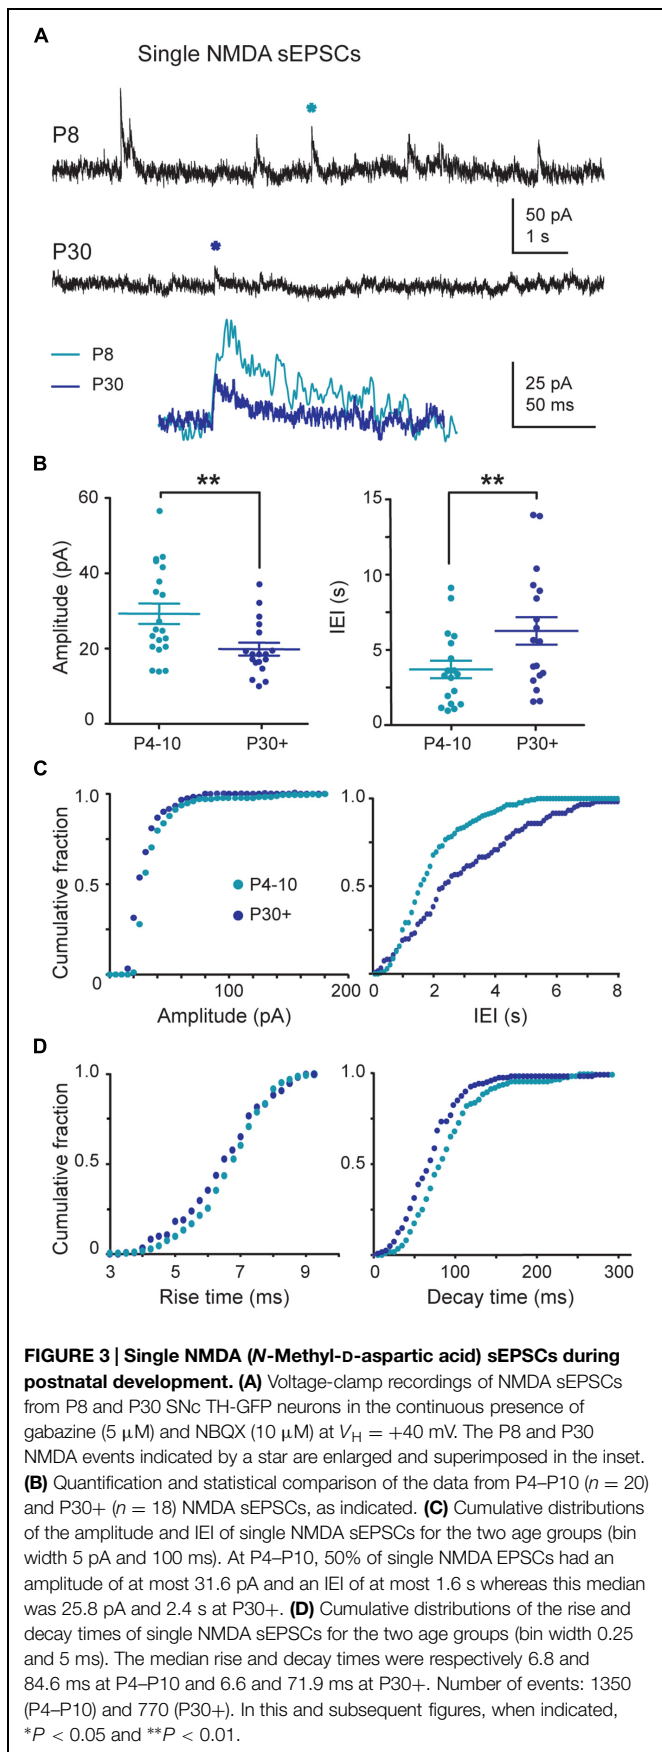 A
Single NMDA sEPSCs
*
P8
50 pA
1 s
*
P30
P8
P30
25 pA
50 ms
B
**
**
60
40
20
0
Amplitude (pA)
P4-10
P30+
15
10
5
0
IEI (s)
P4-10
P30+
C
1.0
0.5
0
Cumulative fraction
P4-10
P30+
100
200
Amplitude (pA)
1.0
0.5
0
2
4
6
8
IEI (s)
D
1.0
0.5
0
Cumulative fraction
3
5
7
9
Rise time (ms)
1.0
0.5
0
100
200
300
Decay time (ms)
FIGURE 3 | Single NMDA (N-Methyl-D-aspartic acid) sEPSCs during
postnatal development. (A) Voltage-clamp recordings of NMDA sEPSCs
from P8 and P30 SNc TH-GFP neurons in the continuous presence of
gabazine (5 μM) and NBQX (10 μM) at VH = +40 mV. The P8 and P30
NMDA events indicated by a star are enlarged and superimposed in the inset.
(B) Quantification and statistical comparison of the data from P4–P10 (n = 20)
and P30+ (n = 18) NMDA sEPSCs, as indicated. (C) Cumulative distributions
of the amplitude and IEI of single NMDA sEPSCs for the two age groups (bin
width 5 pA and 100 ms). At P4–P10, 50% of single NMDA EPSCs had an
amplitude of at most 31.6 pA and an IEI of at most 1.6 s whereas this median
was 25.8 pA and 2.4 s at P30+. (D) Cumulative distributions of the rise and
decay times of single NMDA sEPSCs for the two age groups (bin width 0.25
and 5 ms). The median rise and decay times were respectively 6.8 and
84.6 ms at P4–P10 and 6.6 and 71.9 ms at P30+. Number of events: 1350
(P4–P10) and 770 (P30+). In this and subsequent figures, when indicated,
*P < 0.05 and **P < 0.01.